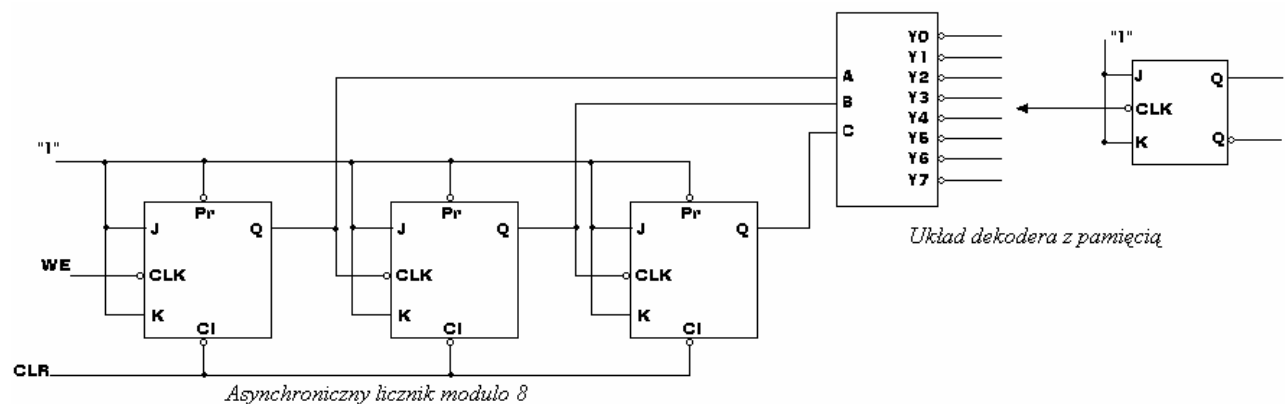 "1"
WE
CLR
Pr
J
Q
CLK
K
Cl
Pr
J
Q
CLK
K
Cl
Pr
J
Q
CLK
K
Cl
Asynchroniczny licznik modulo 8
A
B
C
Y0
Y1
Y2
Y3
Y4
Y5
Y6
Y7
Układ dekodera z pamięcią
"1"
J
Q
CLK
K
Q